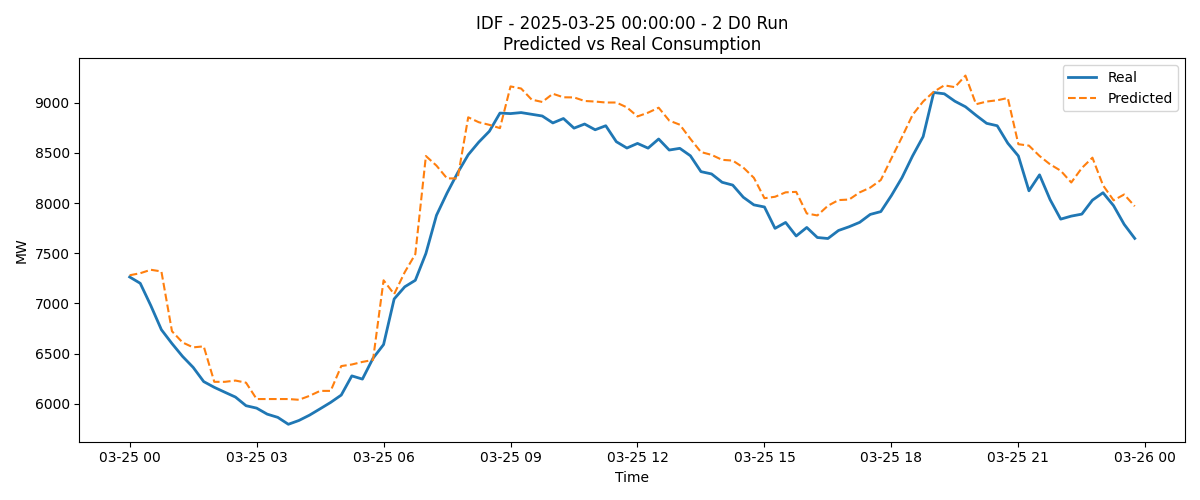 IDF - 2025-03-25 00:00:00 - 2 D0 Run
Predicted vs Real Consumption
Real
Predicted
MW
9000
8500
8000
7500
7000
6500
6000
03-25 00
03-25 03
03-25 06
03-25 09
03-25 12
03-25 15
03-25 18
03-25 21
03-26 00
Time